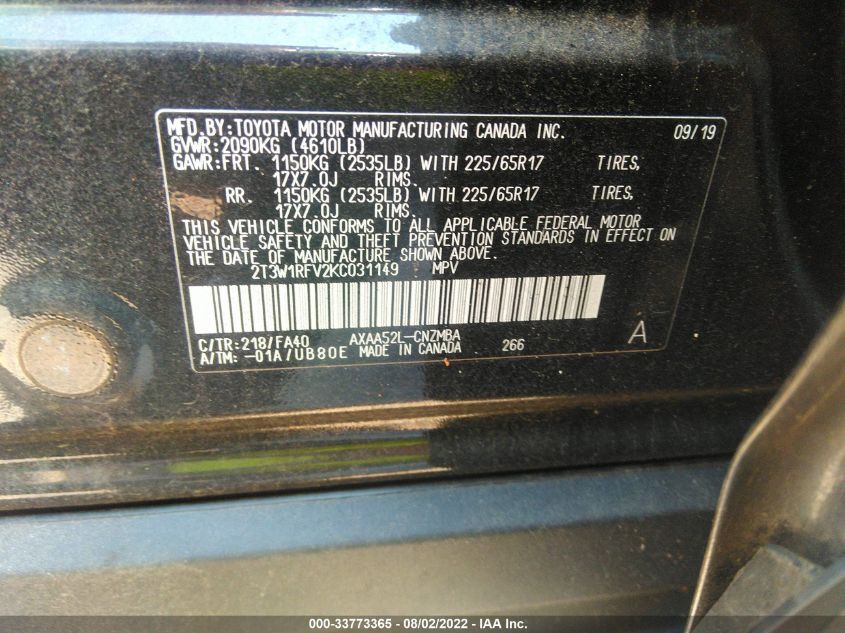 MFD.BY:TOYOTA MOTOR MANUFACTURING CANADA INC. 09/19
GVWR:2090KG (4610LB)
GAWR:FRT. 1150KG (2535LB) WITH 225/65R17 TIRES,
17X7.0J RIMS.
RR. 1150KG (2535LB) WITH 225/65R17 TIRES,
17X7.0J RIMS.
THIS VEHICLE CONFORMS TO ALL APPLICABLE FEDERAL MOTOR
VEHICLE SAFETY AND THEFT PREVENTION STANDARDS IN EFFECT ON
THE DATE OF MANUFACTURE SHOWN ABOVE.
2T3W1RFV2KC031149 MPV
C/TR:218/FA40 AXAA52L-CNZMBA 266 A
A/TM:-01A/UB80E MADE IN CANADA
000-33773365 - 08/02/2022 - IAA Inc.